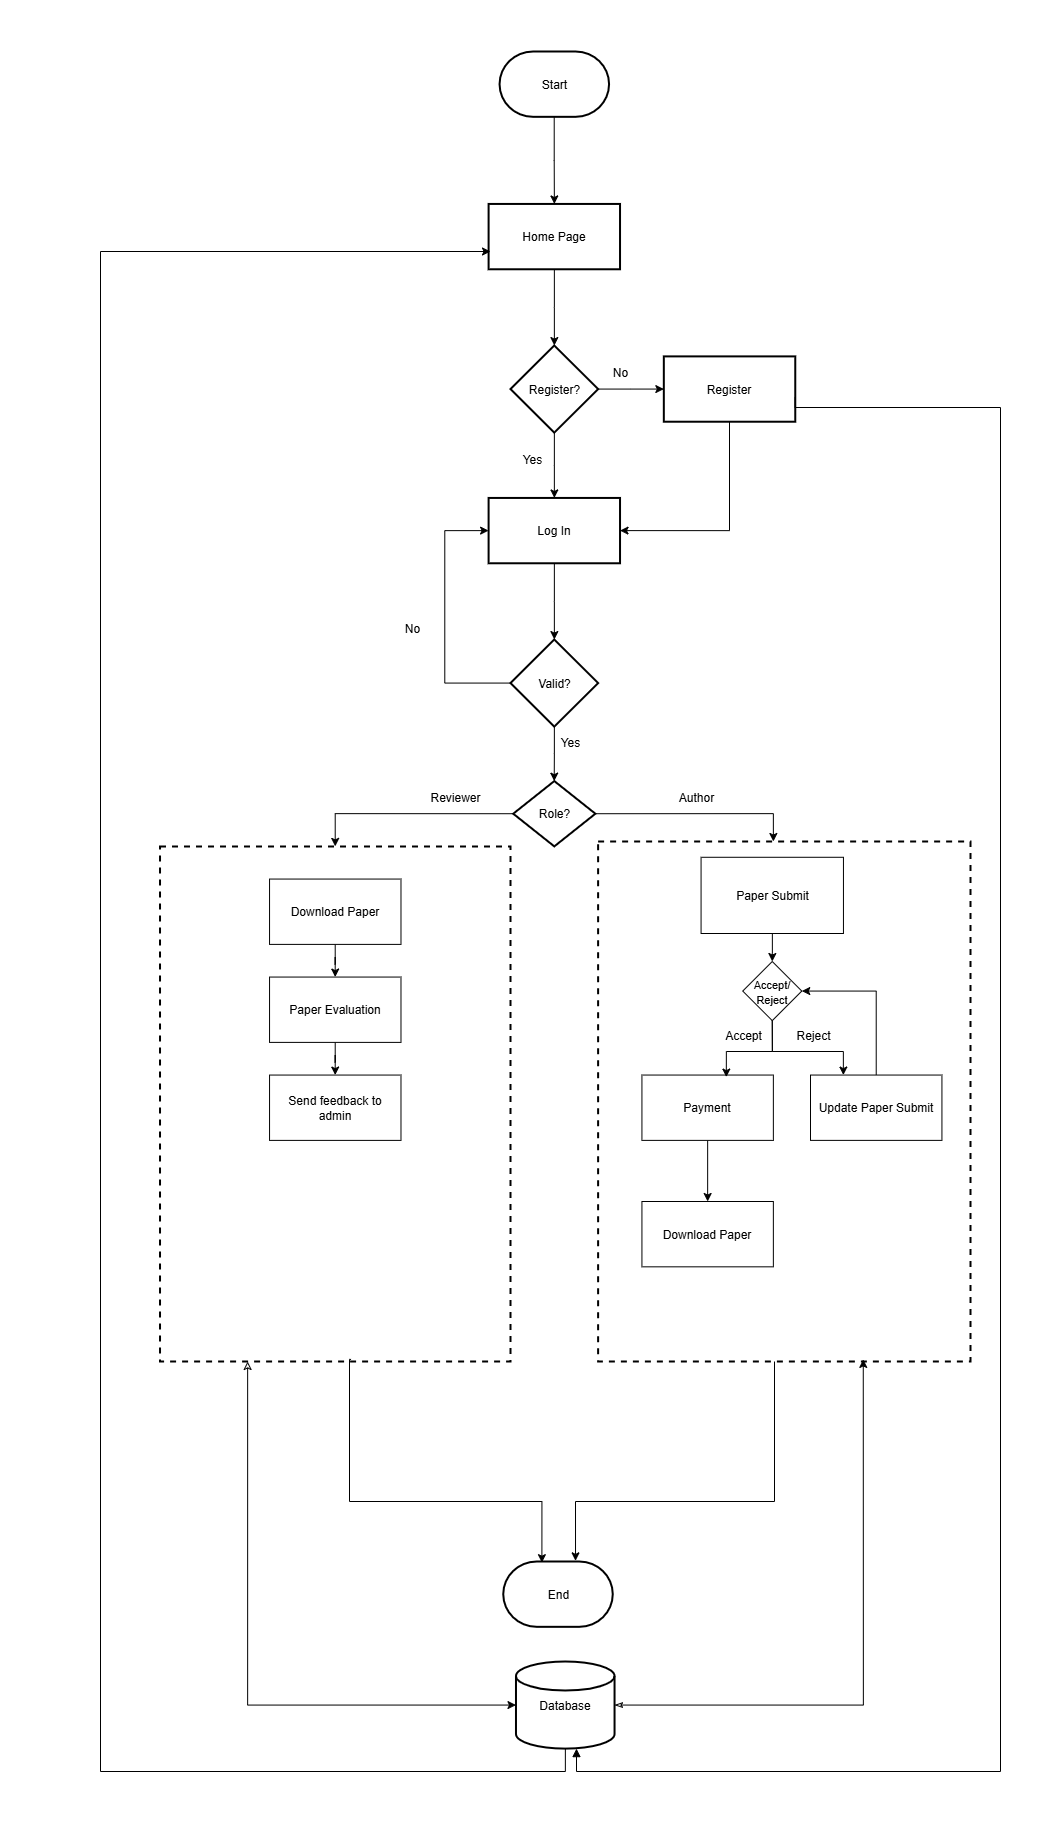 Start
Home Page
Register?
No
Register
Yes
Log In
No
Valid?
Yes
Role?
Reviewer
Author
Download Paper
Paper Evaluation
Send feedback to
admin
Paper Submit
Accept/
Reject
Accept
Reject
Payment
Update Paper Submit
Download Paper
End
Database